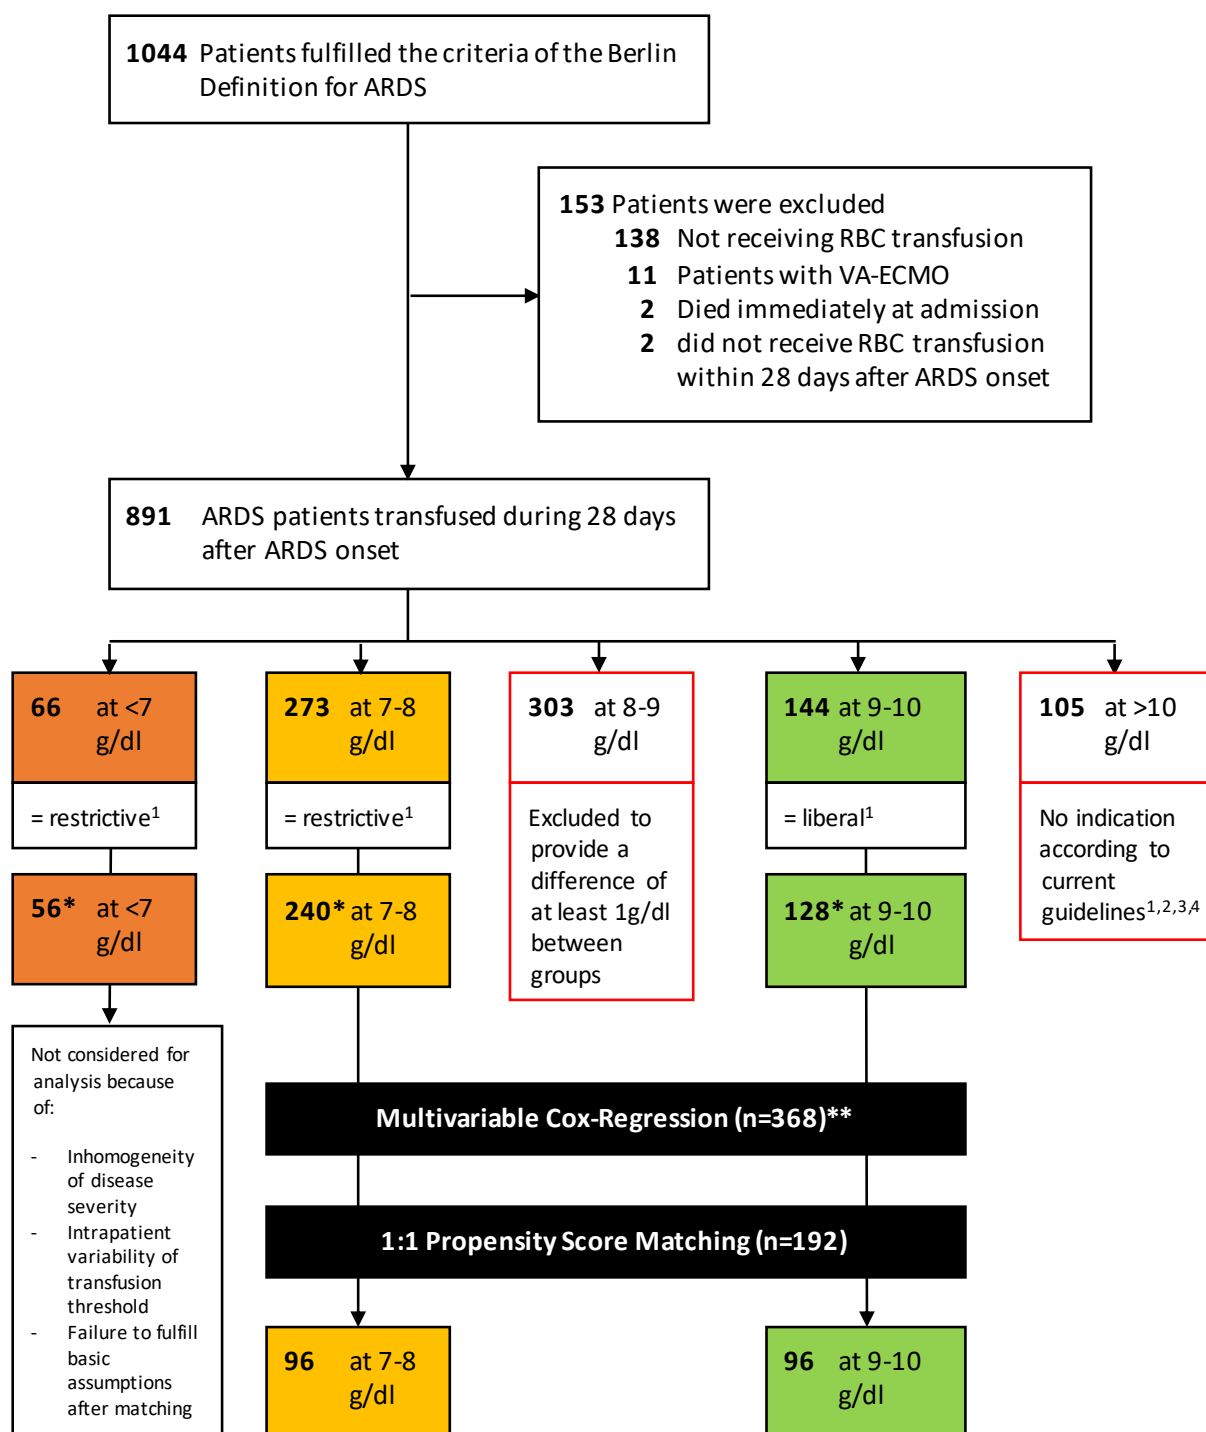 1044 Patients fulfilled the criteria of the Berlin
Definition for ARDS
153 Patients were excluded
138 Not receiving RBC transfusion
11 Patients with VA-ECMO
2 Died immediately at admission
2 did not receive RBC transfusion
within 28 days after ARDS onset
891 ARDS patients transfused during 28 days
after ARDS onset
66 at <7
g/dl
= restrictive¹
56* at <7
g/dl
Not considered for
analysis because
of:
- Inhomogeneity
of disease
severity
- Intrapatient
variability of
transfusion
threshold
- Failure to fulfill
basic
assumptions
after matching
273 at 7-8
g/dl
= restrictive¹
240* at 7-8
g/dl
303 at 8-9
g/dl
Excluded to
provide a
difference of
at least 1g/dl
between
groups
144 at 9-10
g/dl
= liberal¹
128* at 9-10
g/dl
105 at >10
g/dl
No indication
according to
current
guidelines¹,²,³,⁴
Multivariable Cox-Regression (n=368)**
1:1 Propensity Score Matching (n=192)
96 at 7-8
g/dl
96 at 9-10
g/dl